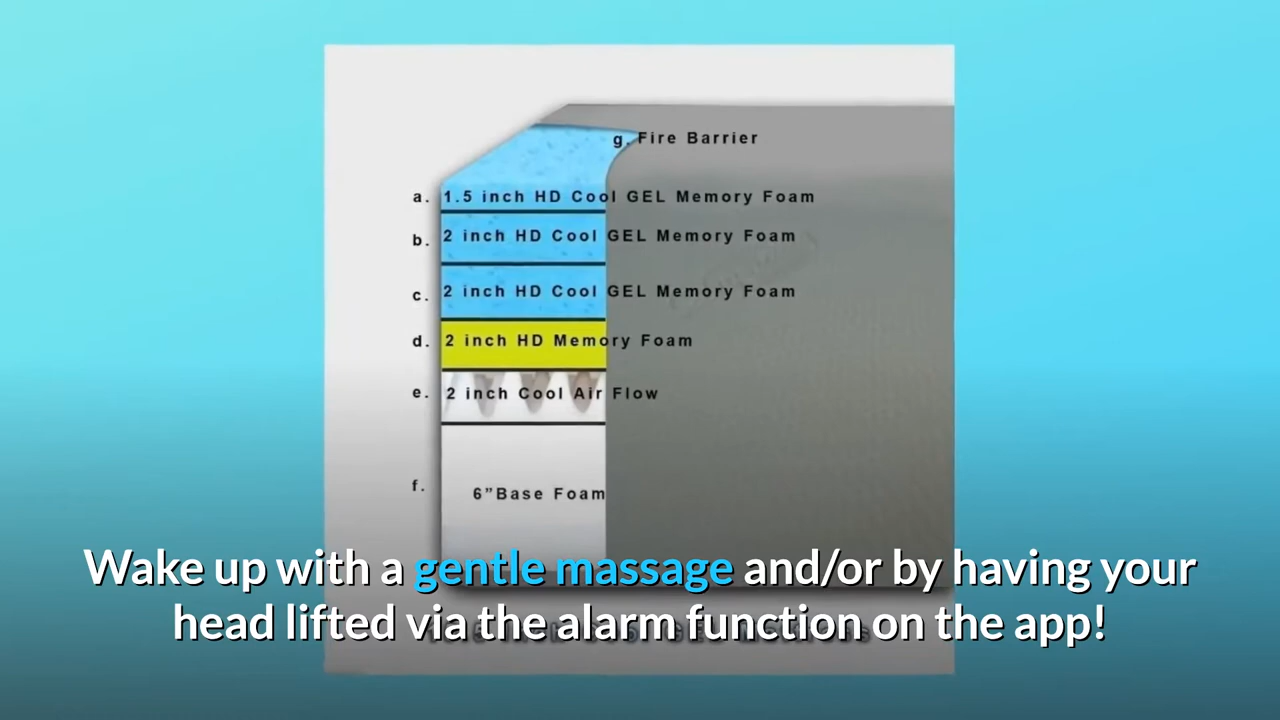 g. Fire Barrier
a. 1.5 inch HD Cool GEL Memory Foam
b. 2 inch HD Cool GEL Memory Foam
c. 2 inch HD Cool GEL Memory Foam
d. 2 inch HD Memory Foam
e. 2 inch Cool Air Flow
f. 6”Base Foam
Wake up with a gentle massage and/or by having your
head lifted via the alarm function on the app!